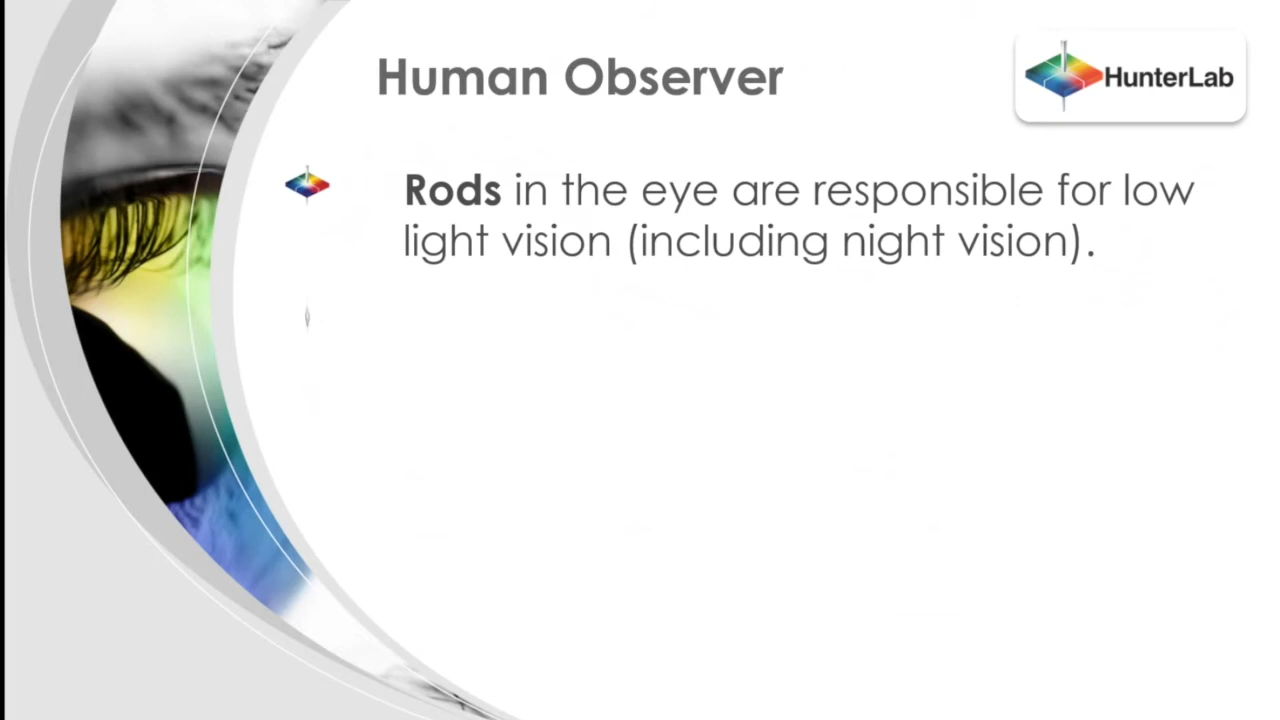 Human Observer
HunterLab
Rods in the eye are responsible for low
light vision (including night vision).